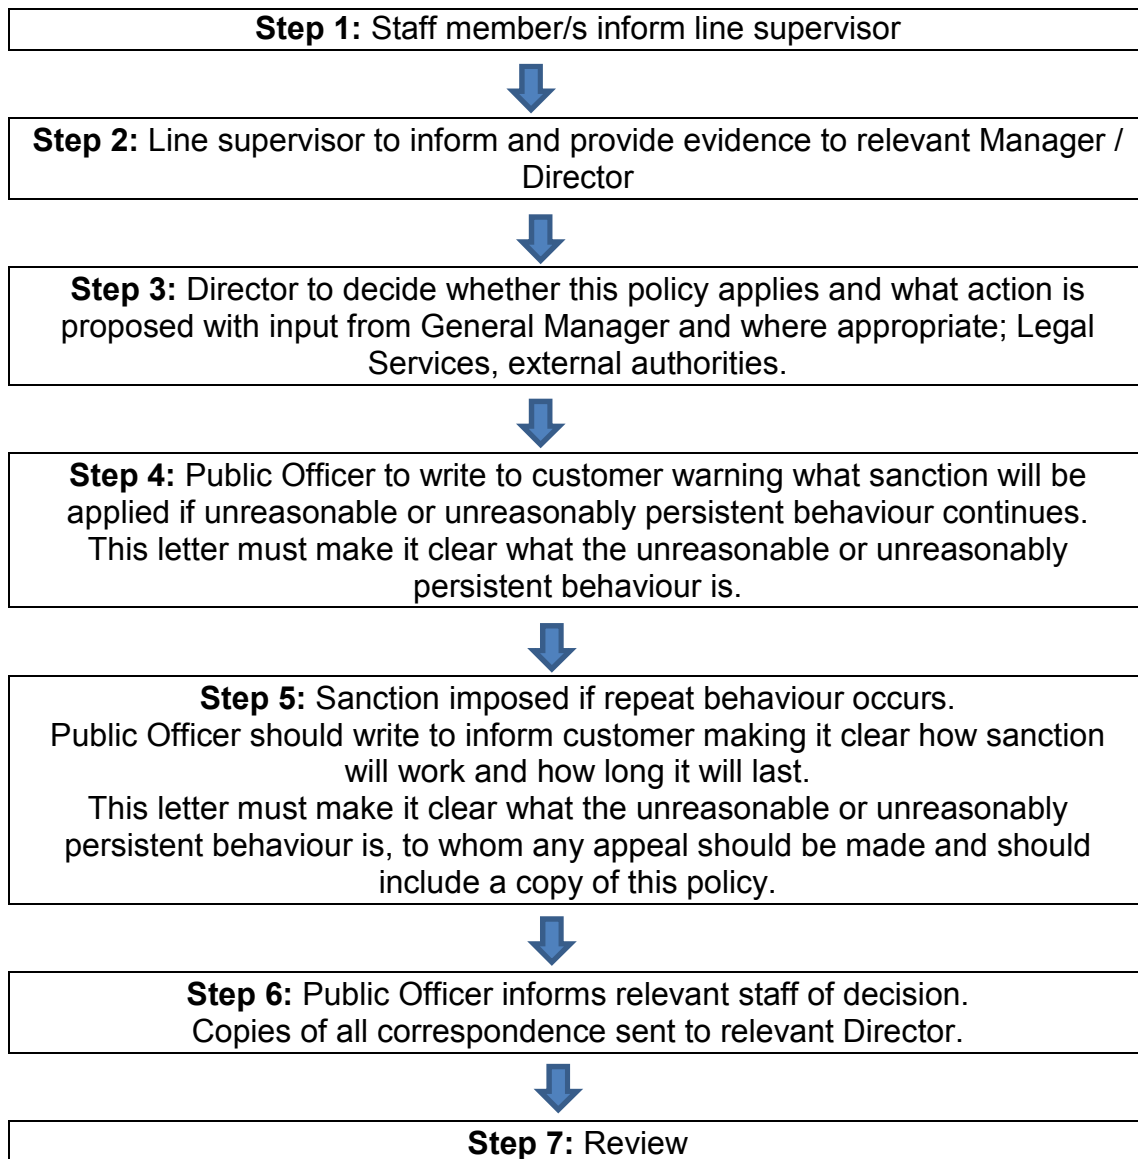 Step 1: Staff member/s inform line supervisor
Step 2: Line supervisor to inform and provide evidence to relevant Manager /
Director
Step 3: Director to decide whether this policy applies and what action is
proposed with input from General Manager and where appropriate; Legal
Services, external authorities.
Step 4: Public Officer to write to customer warning what sanction will be
applied if unreasonable or unreasonably persistent behaviour continues.
This letter must make it clear what the unreasonable or unreasonably
persistent behaviour is.
Step 5: Sanction imposed if repeat behaviour occurs.
Public Officer should write to inform customer making it clear how sanction
will work and how long it will last.
This letter must make it clear what the unreasonable or unreasonably
persistent behaviour is, to whom any appeal should be made and should
include a copy of this policy.
Step 6: Public Officer informs relevant staff of decision.
Copies of all correspondence sent to relevant Director.
Step 7: Review